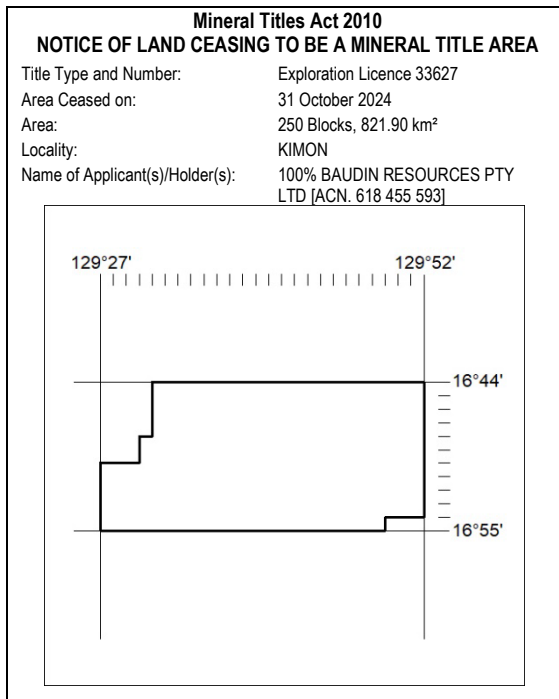 Mineral Titles Act 2010
NOTICE OF LAND CEASING TO BE A MINERAL TITLE AREA
Title Type and Number: Exploration Licence 33627
Area Ceased on: 31 October 2024
Area: 250 Blocks, 821.90 km²
Locality: KIMON
Name of Applicant(s)/Holder(s): 100% BAUDIN RESOURCES PTY
LTD [ACN. 618 455 593]
129°27' 129°52'
16°44'
16°55'